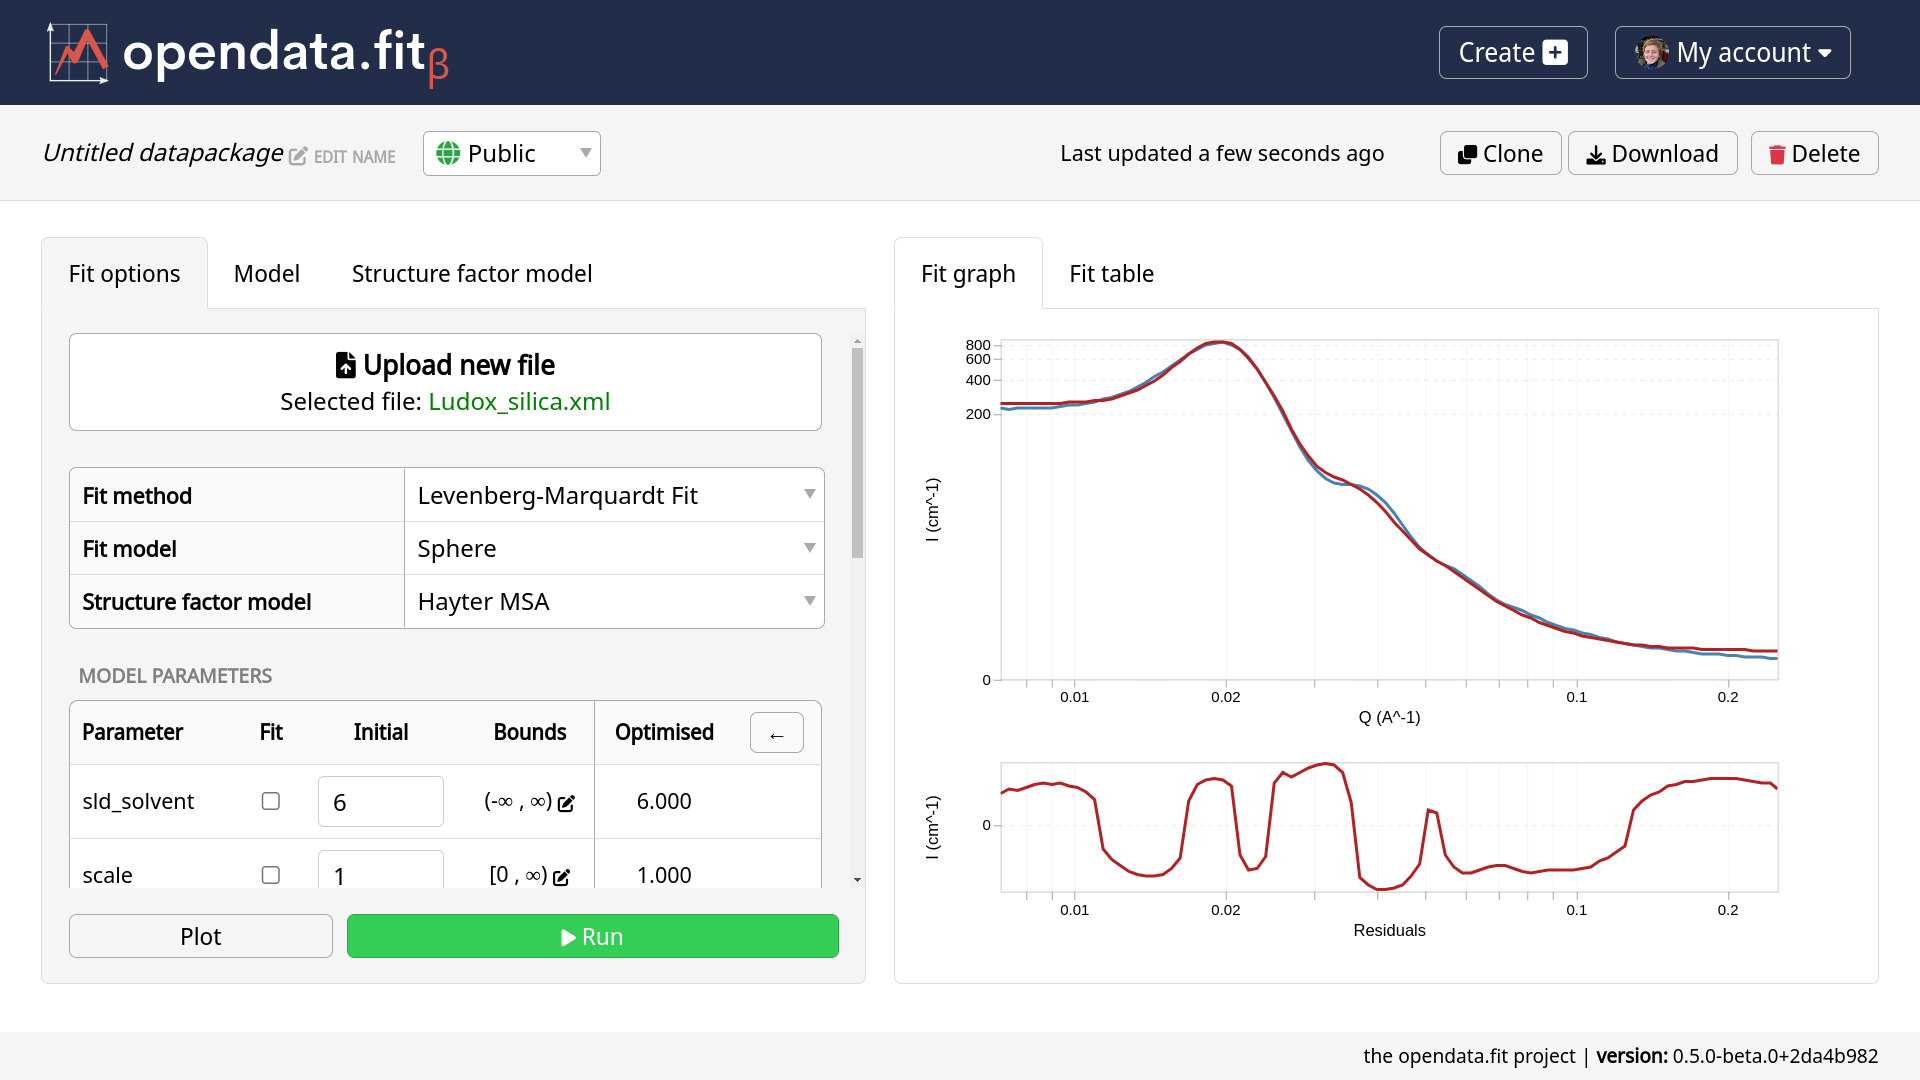 opendata.fitβ
Create
My account
Untitled datapackage EDIT NAME
Public
Last updated a few seconds ago
Clone
Download
Delete
Fit options
Model
Structure factor model
Upload new file
Selected file: Ludox_silica.xml
Fit method
Levenberg-Marquardt Fit
Fit model
Sphere
Structure factor model
Hayter MSA
MODEL PARAMETERS
Parameter Fit Initial Bounds Optimised ←
sld_solvent 6 (-∞ , ∞) 6.000
scale 1 [0 , ∞) 1.000
Plot
Run
Fit graph
Fit table
800
600
400
200
0
I (cm^-1)
0.01 0.02 0.1 0.2
Q (A^-1)
0
I (cm^-1)
0.01 0.02 0.1 0.2
Residuals
the opendata.fit project | version: 0.5.0-beta.0+2da4b982